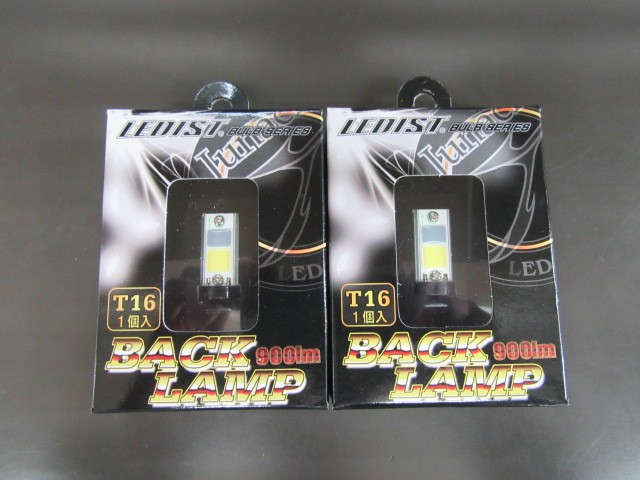 LEDIST. BULB SERIES
LED
T16
1個入
BACK
900lm
LAMP
LEDIST. BULB SERIES
LED
T16
1個入
BACK
900lm
LAMP